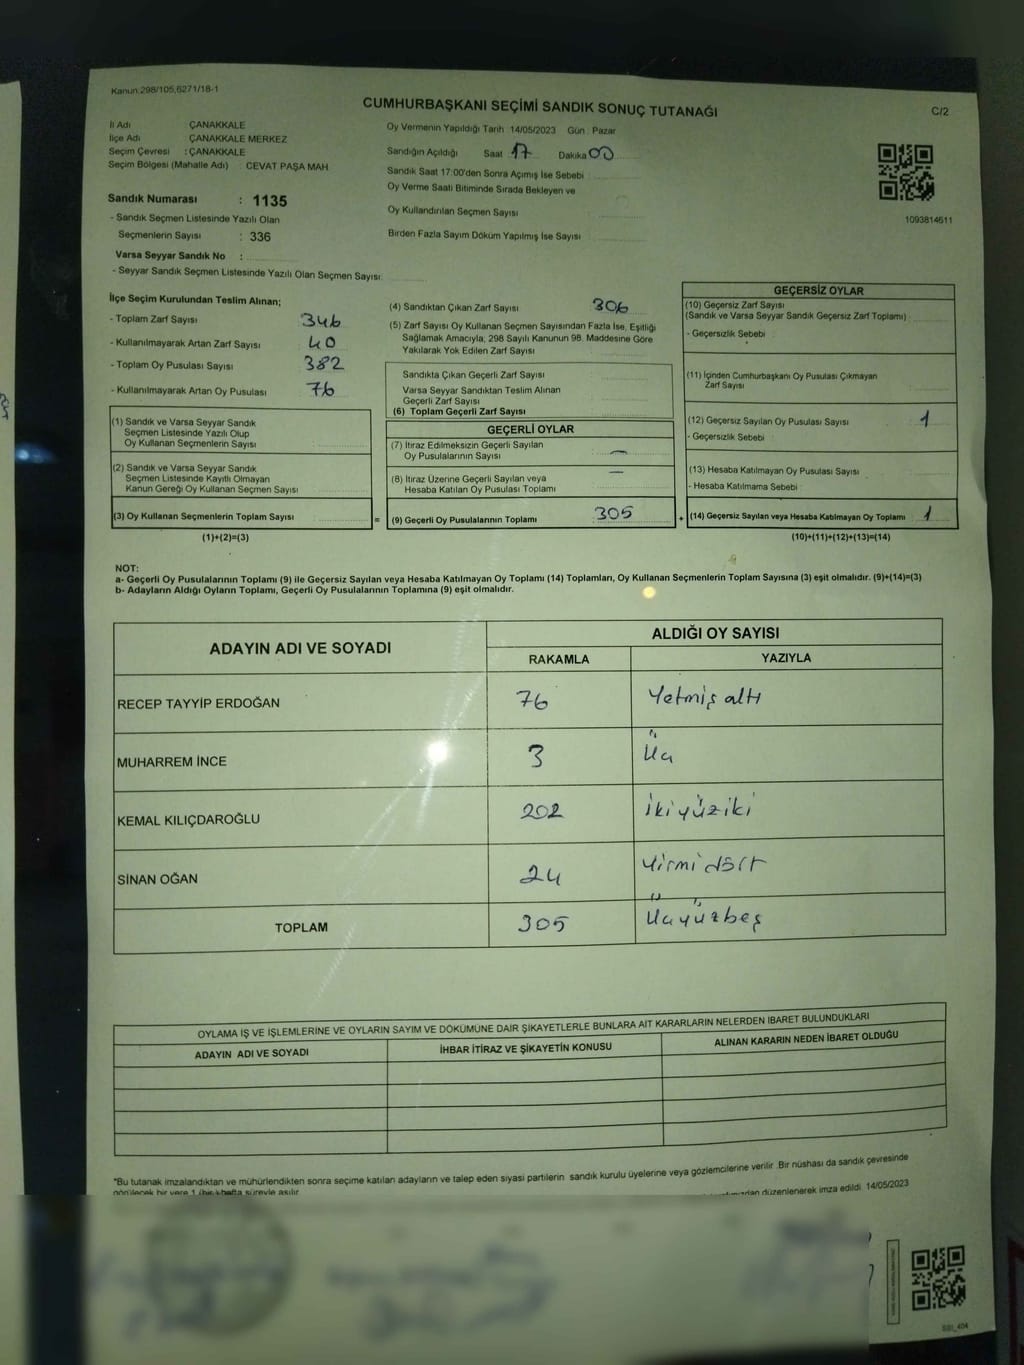 Kanun:298/105,6271/18-1
CUMHURBAŞKANI SEÇİMİ SANDIK SONUÇ TUTANAĞI
C/2
İl Adı ÇANAKKALE
İlçe Adı ÇANAKKALE MERKEZ
Seçim Çevresi : ÇANAKKALE
Seçim Bölgesi (Mahalle Adı) : CEVAT PAŞA MAH
Oy Vermenin Yapıldığı Tarih 14/05/2023 Gün : Pazar
Sandığın Açıldığı Saat 17 Dakika 00
Sandık Saat 17:00'den Sonra Açımış İse Sebebi
Oy Verme Saati Bitiminde Sırada Bekleyen ve
Oy Kullandırılan Seçmen Sayısı
Birden Fazla Sayım Döküm Yapılmış İse Sayısı
1093814611
Sandık Numarası : 1135
- Sandık Seçmen Listesinde Yazılı Olan
Seçmenlerin Sayısı : 336
Varsa Seyyar Sandık No :
- Seyyar Sandık Seçmen Listesinde Yazılı Olan Seçmen Sayısı:
İlçe Seçim Kurulundan Teslim Alınan;
- Toplam Zarf Sayısı 346
- Kullanılmayarak Artan Zarf Sayısı 40
- Toplam Oy Pusulası Sayısı 382
- Kullanılmayarak Artan Oy Pusulası 76
(1) Sandık ve Varsa Seyyar Sandık
Seçmen Listesinde Yazılı Olup
Oy Kullanan Seçmenlerin Sayısı
(2) Sandık ve Varsa Seyyar Sandık
Seçmen Listesinde Kayıtlı Olmayan
Kanun Gereği Oy Kullanan Seçmen Sayısı
(3) Oy Kullanan Seçmenlerin Toplam Sayısı =
(1)+(2)=(3)
(4) Sandıktan Çıkan Zarf Sayısı 306
(5) Zarf Sayısı Oy Kullanan Seçmen Sayısından Fazla İse, Eşitliği
Sağlamak Amacıyla, 298 Sayılı Kanunun 98. Maddesine Göre
Yakılarak Yok Edilen Zarf Sayısı
Sandıkta Çıkan Geçerli Zarf Sayısı
Varsa Seyyar Sandıktan Teslim Alınan
Geçerli Zarf Sayısı
(6) Toplam Geçerli Zarf Sayısı
GEÇERLİ OYLAR
(7) İtiraz Edilmeksizin Geçerli Sayılan
Oy Pusulalarının Sayısı —
(8) İtiraz Üzerine Geçerli Sayılan veya
Hesaba Katılan Oy Pusulası Toplamı —
(9) Geçerli Oy Pusulalarının Toplamı 305 +
GEÇERSİZ OYLAR
(10) Geçersiz Zarf Sayısı
(Sandık ve Varsa Seyyar Sandık Geçersiz Zarf Toplamı)
- Geçersizlik Sebebi
(11) İçinden Cumhurbaşkanı Oy Pusulası Çıkmayan
Zarf Sayısı
(12) Geçersiz Sayılan Oy Pusulası Sayısı 1
- Geçersizlik Sebebi
(13) Hesaba Katılmayan Oy Pusulası Sayısı
- Hesaba Katılmama Sebebi
(14) Geçersiz Sayılan veya Hesaba Katılmayan Oy Toplamı 1
(10)+(11)+(12)+(13)=(14)
NOT:
a- Geçerli Oy Pusulalarının Toplamı (9) ile Geçersiz Sayılan veya Hesaba Katılmayan Oy Toplamı (14) Toplamları, Oy Kullanan Seçmenlerin Toplam Sayısına (3) eşit olmalıdır. (9)+(14)=(3)
b- Adayların Aldığı Oyların Toplamı, Geçerli Oy Pusulalarının Toplamına (9) eşit olmalıdır.
ADAYIN ADI VE SOYADI
ALDIĞI OY SAYISI
RAKAMLA YAZIYLA
RECEP TAYYİP ERDOĞAN 76 Yetmiş altı
MUHARREM İNCE 3 Üç
KEMAL KILIÇDAROĞLU 202 İkiyüziki
SİNAN OĞAN 24 Yirmi dört
TOPLAM 305 Üçyüzbeş
OYLAMA İŞ VE İŞLEMLERİNE VE OYLARIN SAYIM VE DÖKÜMÜNE DAİR ŞİKAYETLERLE BUNLARA AİT KARARLARIN NELERDEN İBARET BULUNDUKLARI
ADAYIN ADI VE SOYADI İHBAR İTİRAZ VE ŞİKAYETİN KONUSU ALINAN KARARIN NEDEN İBARET OLDUĞU
*Bu tutanak imzalandıktan ve mühürlendikten sonra seçime katılan adayların ve talep eden siyasi partilerin sandık kurulu üyelerine veya gözlemcilerine verilir. Bir nüshası da sandık çevresinde
görülecek bir yere 1 (bir) hafta süreyle asılır. düzenlenerek imza edildi. 14/05/2023